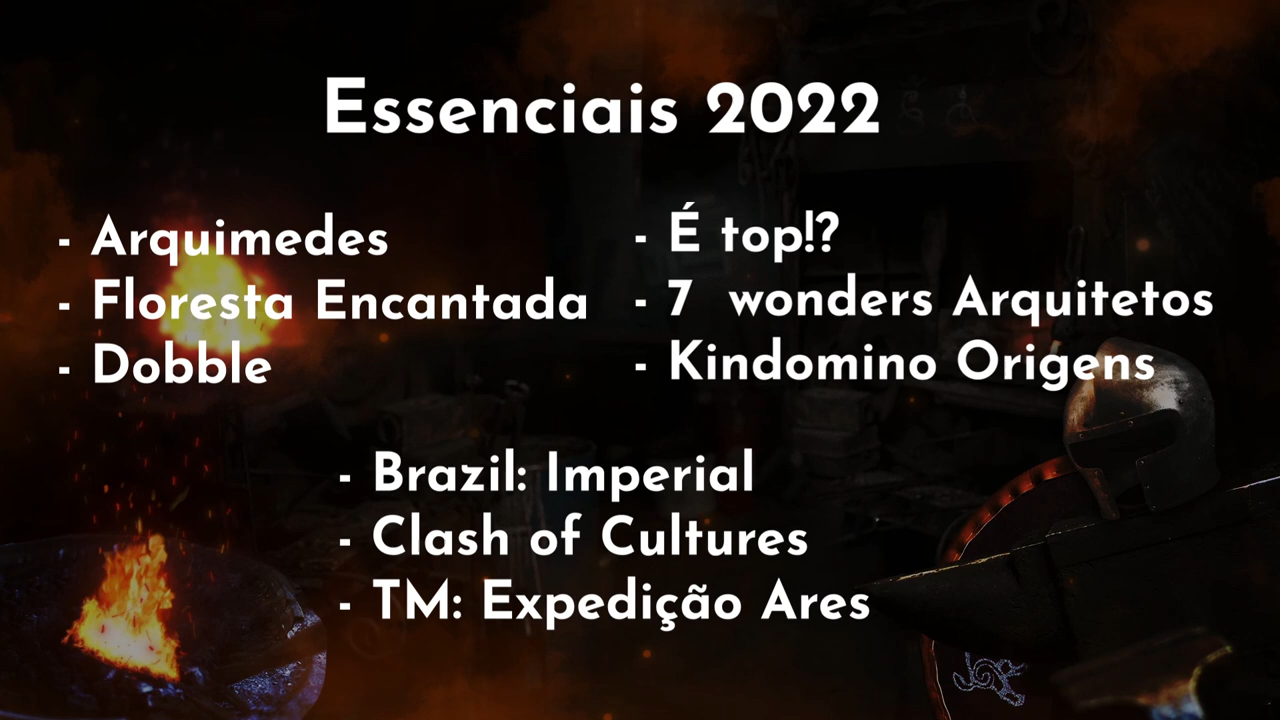 Essenciais 2022
- Arquimedes
- Floresta Encantada
- Dobble
- É top!?
- 7 wonders Arquitetos
- Kindomino Origens
- Brazil: Imperial
- Clash of Cultures
- TM: Expedição Ares